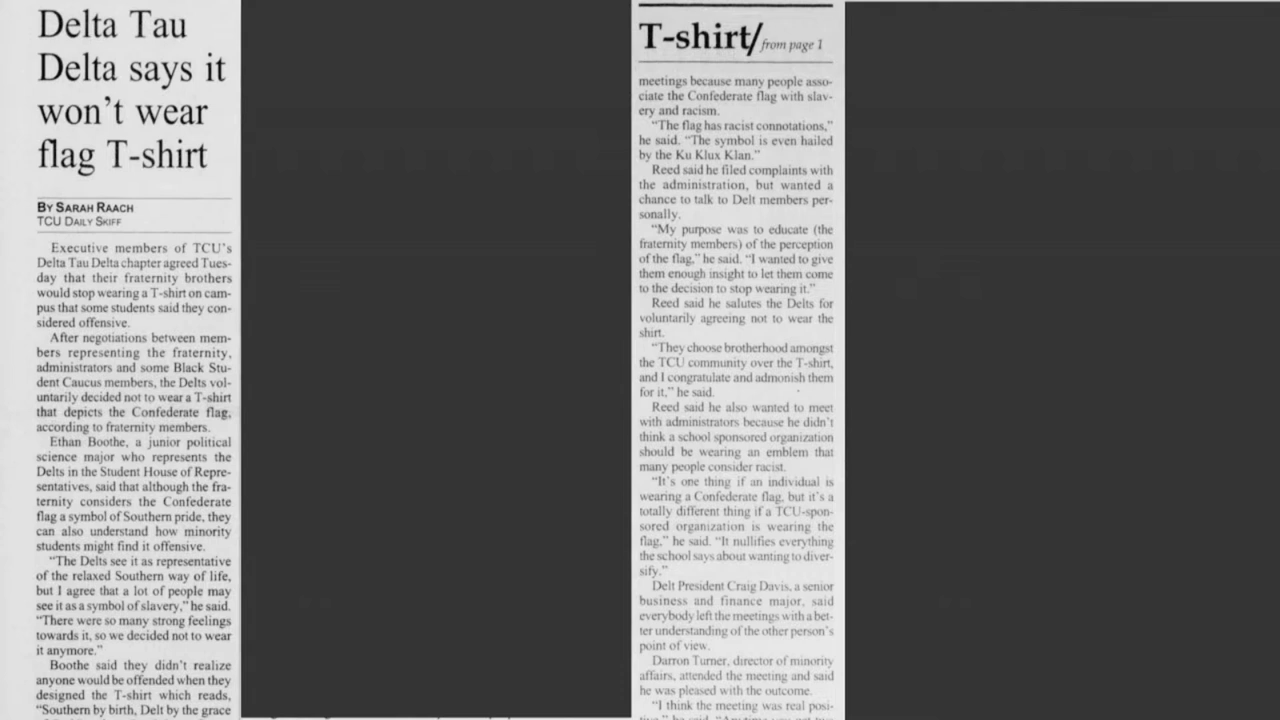 Delta Tau
Delta says it
won't wear
flag T-shirt
BY SARAH RAACH
TCU DAILY SKIFF
Executive members of TCU's
Delta Tau Delta chapter agreed Tues-
day that their fraternity brothers
would stop wearing a T-shirt on cam-
pus that some students said they con-
sidered offensive.
After negotiations between mem-
bers representing the fraternity,
administrators and some Black Stu-
dent Caucus members, the Delts vol-
untarily decided not to wear a T-shirt
that depicts the Confederate flag,
according to fraternity members.
Ethan Boothe, a junior political
science major who represents the
Delts in the Student House of Repre-
sentatives, said that although the fra-
ternity considers the Confederate
flag a symbol of Southern pride, they
can also understand how minority
students might find it offensive.
"The Delts see it as representative
of the relaxed Southern way of life,
but I agree that a lot of people may
see it as a symbol of slavery," he said.
"There were so many strong feelings
towards it, so we decided not to wear
it anymore."
Boothe said they didn't realize
anyone would be offended when they
designed the T-shirt which reads,
"Southern by birth, Delt by the grace
T-shirt/from page 1
meetings because many people asso-
ciate the Confederate flag with slav-
ery and racism.
"The flag has racist connotations,"
he said. "The symbol is even hailed
by the Ku Klux Klan."
Reed said he filed complaints with
the administration, but wanted a
chance to talk to Delt members per-
sonally.
"My purpose was to educate (the
fraternity members) of the perception
of the flag," he said. "I wanted to give
them enough insight to let them come
to the decision to stop wearing it."
Reed said he salutes the Delts for
voluntarily agreeing not to wear the
shirt.
"They choose brotherhood amongst
the TCU community over the T-shirt,
and I congratulate and admonish them
for it," he said.
Reed said he also wanted to meet
with administrators because he didn't
think a school sponsored organization
should be wearing an emblem that
many people consider racist.
"It's one thing if an individual is
wearing a Confederate flag, but it's a
totally different thing if a TCU-spon-
sored organization is wearing the
flag," he said. "It nullifies everything
the school says about wanting to diver-
sify."
Delt President Craig Davis, a senior
business and finance major, said
everybody left the meetings with a bet-
ter understanding of the other person's
point of view.
Darron Turner, director of minority
affairs, attended the meeting and said
he was pleased with the outcome.
"I think the meeting was real posi-